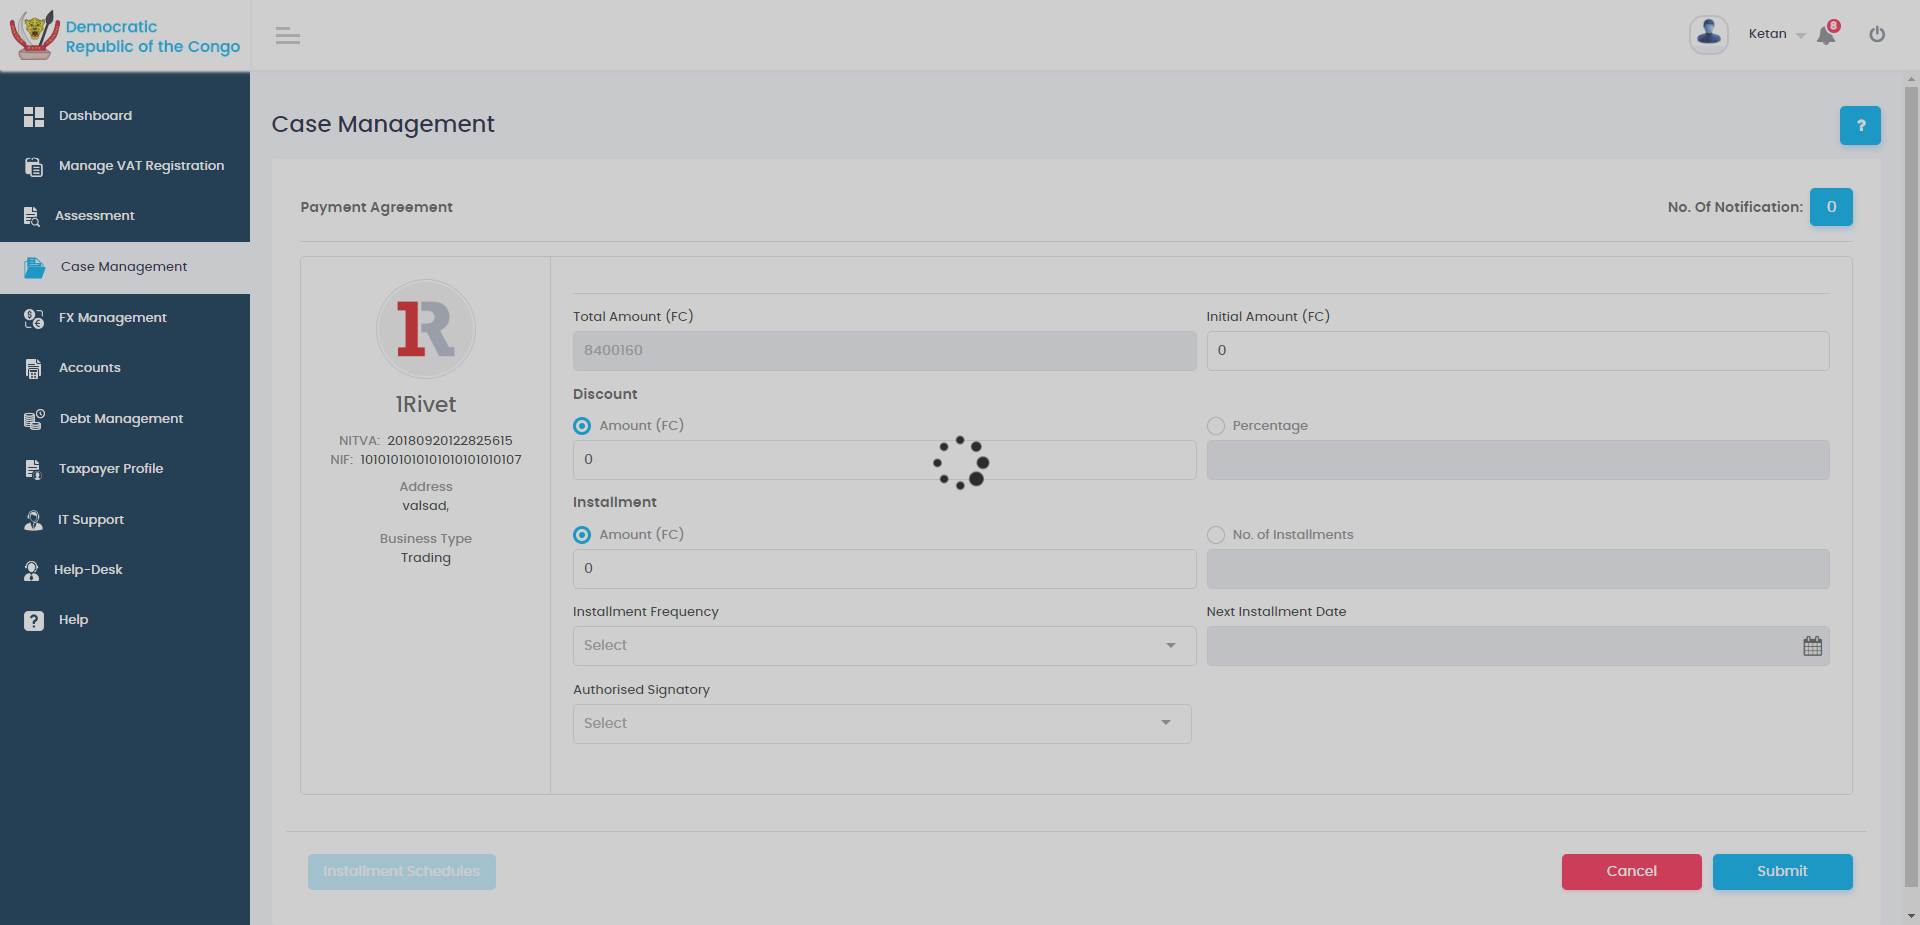 Democratic
Republic of the Congo
Ketan
8
Dashboard
Manage VAT Registration
Assessment
Case Management
FX Management
Accounts
Debt Management
Taxpayer Profile
IT Support
Help-Desk
Help
Case Management
?
Payment Agreement
No. Of Notification: 0
1R
1Rivet
NITVA: 20180920122825615
NIF: 1010101010101010101010107
Address
valsad,
Business Type
Trading
Total Amount (FC)
8400160
Initial Amount (FC)
0
Discount
Amount (FC)
0
Percentage
Installment
Amount (FC)
0
No. of Installments
Installment Frequency
Select
Next Installment Date
Authorised Signatory
Select
Installment Schedules
Cancel
Submit